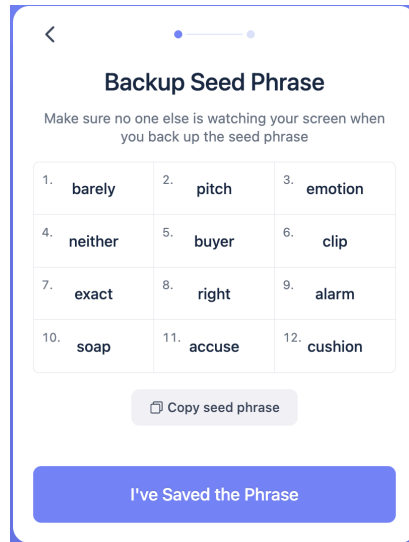 Backup Seed Phrase
Make sure no one else is watching your screen when
you back up the seed phrase
1. barely 2. pitch 3. emotion
4. neither 5. buyer 6. clip
7. exact 8. right 9. alarm
10. soap 11. accuse 12. cushion
Copy seed phrase
I've Saved the Phrase